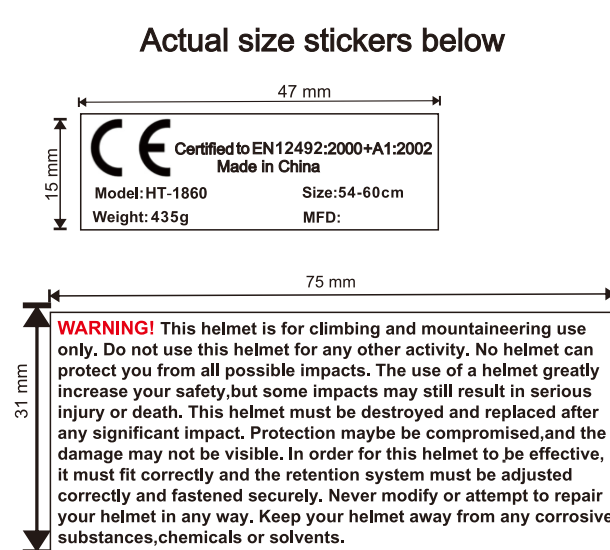 Actual size stickers below
47 mm
15 mm
CE Certified to EN12492:2000+A1:2002
Made in China
Model:HT-1860 Size:54-60cm
Weight:435g MFD:
75 mm
31 mm
WARNING! This helmet is for climbing and mountaineering use
only. Do not use this helmet for any other activity. No helmet can
protect you from all possible impacts. The use of a helmet greatly
increase your safety,but some impacts may still result in serious
injury or death. This helmet must be destroyed and replaced after
any significant impact. Protection maybe be compromised,and the
damage may not be visible. In order for this helmet to be effective,
it must fit correctly and the retention system must be adjusted
correctly and fastened securely. Never modify or attempt to repair
your helmet in any way. Keep your helmet away from any corrosive
substances,chemicals or solvents.